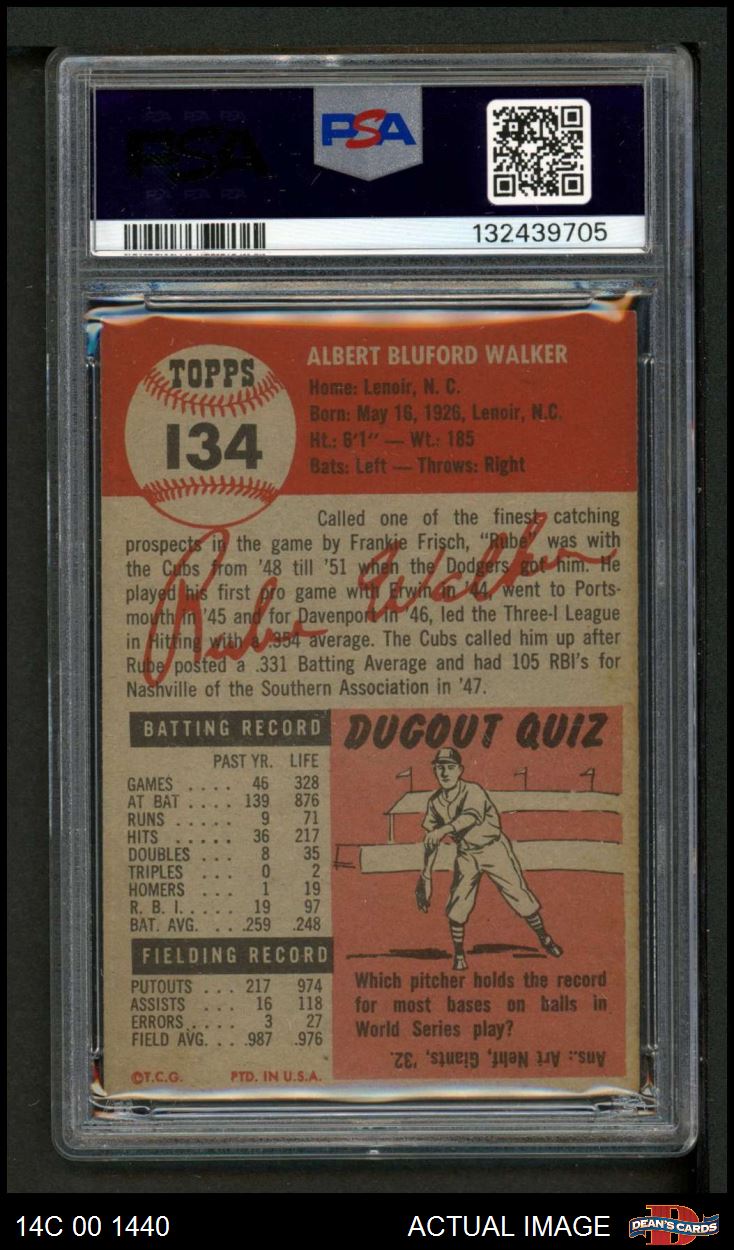 PSA
PSA
132439705
TOPPS
134
ALBERT BLUFORD WALKER
Home: Lenoir, N. C.
Born: May 16, 1926, Lenoir, N.C.
Ht.: 6'1" — Wt.: 185
Bats: Left — Throws: Right
Called one of the finest catching
prospects in the game by Frankie Frisch, "Rube" was with
the Cubs from '48 till '51 when the Dodgers got him. He
played his first pro game with Erwin in '44, went to Ports-
mouth in '45 and for Davenport in '46, led the Three-I League
in Hitting with a .354 average. The Cubs called him up after
Rube posted a .331 Batting Average and had 105 RBI's for
Nashville of the Southern Association in '47.
Rube Walker
BATTING RECORD
PAST YR. LIFE
GAMES .... 46 328
AT BAT ... 139 876
RUNS .... 9 71
HITS ..... 36 217
DOUBLES ... 8 35
TRIPLES ... 0 2
HOMERS ... 1 19
R. B. I..... 19 97
BAT. AVG. ... .259 .248
FIELDING RECORD
PUTOUTS ... 217 974
ASSISTS ... 16 118
ERRORS.... 3 27
FIELD AVG. .. .987 .976
©T.C.G. PTD. IN U.S.A.
DUGOUT QUIZ
Which pitcher holds the record
for most bases on balls in
World Series play?
Ans.: Art Nehf, Giants, '32.
14C 00 1440
ACTUAL IMAGE
D
DEAN'S CARDS